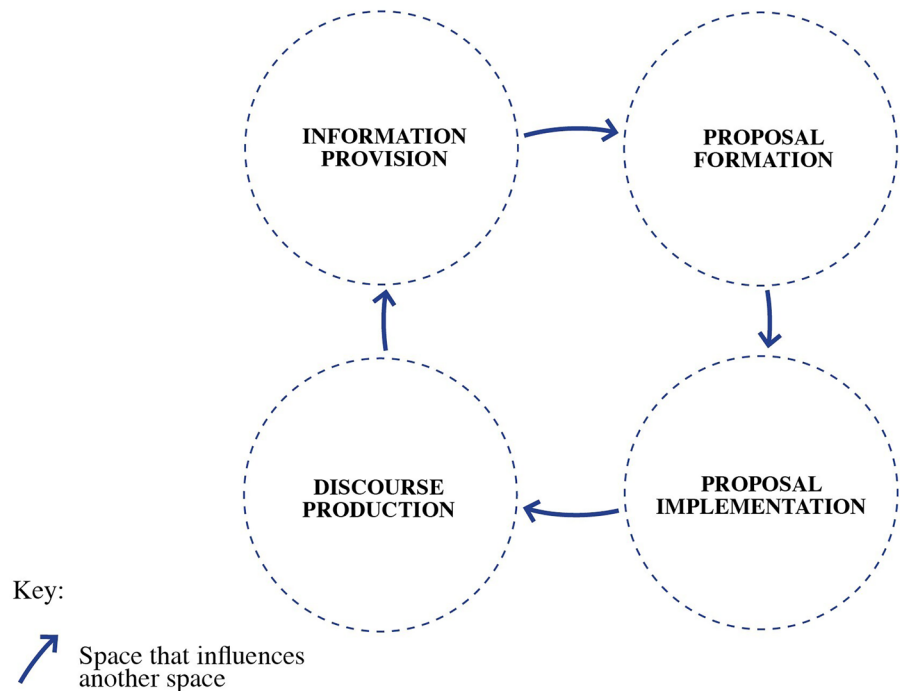 INFORMATION
PROVISION
PROPOSAL
FORMATION
DISCOURSE
PRODUCTION
PROPOSAL
IMPLEMENTATION
Key:
Space that influences
another space